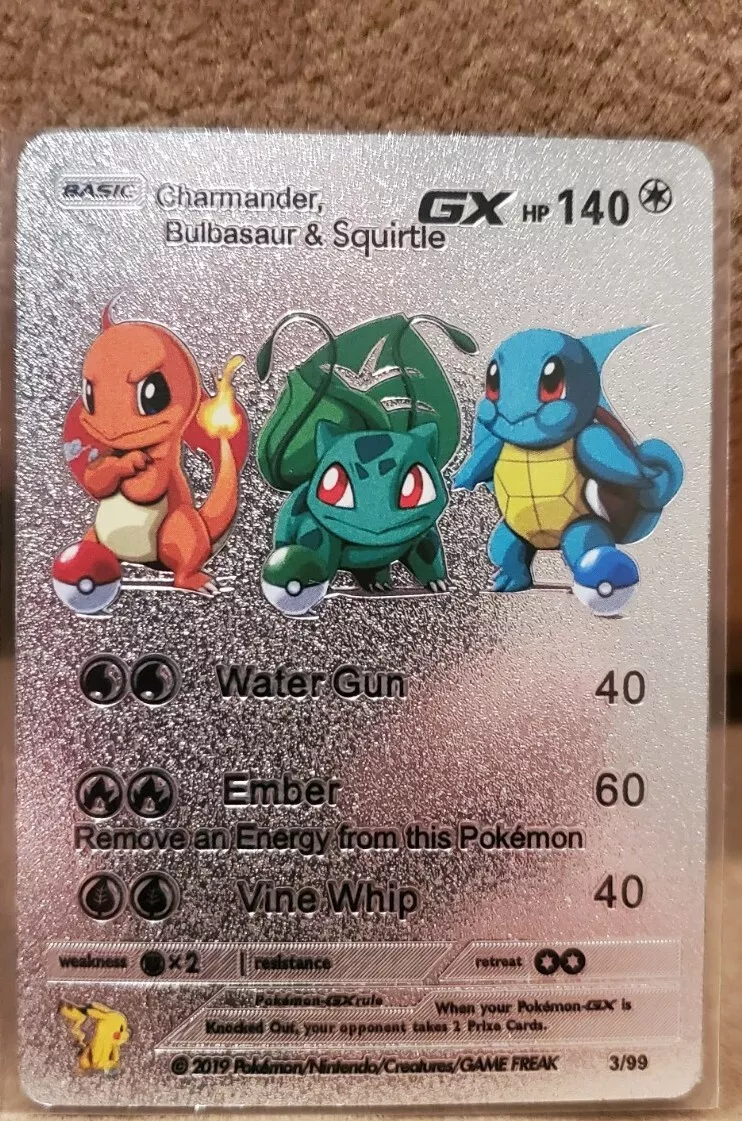 BASIC Charmander, GX HP 140
Bulbasaur & Squirtle
Water Gun 40
Ember 60
Remove an Energy from this Pokémon
Vine Whip 40
weakness ×2 resistance retreat
Pokémon-GX rule When your Pokémon-GX is
Knocked Out, your opponent takes 2 Prize Cards.
© 2019 Pokémon/Nintendo/Creatures/GAME FREAK 3/99